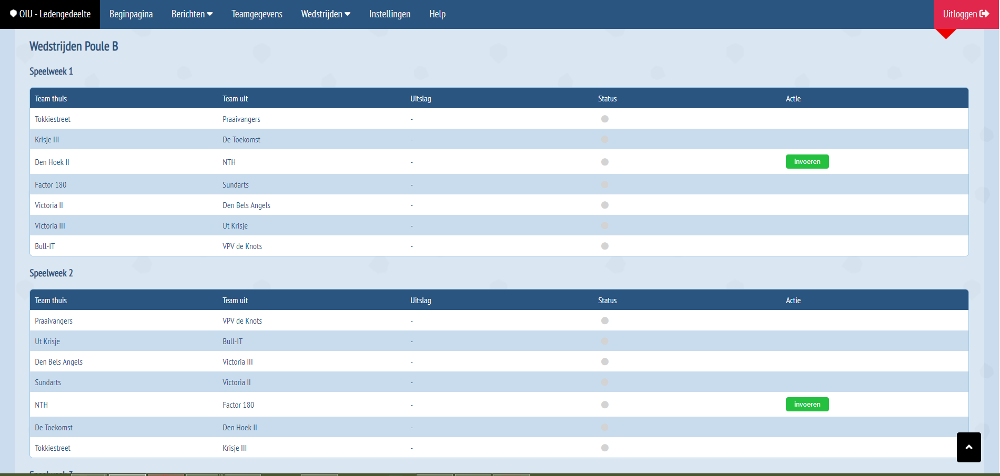 OIU - Ledengedeelte Beginpagina Berichten Teamgegevens Wedstrijden Instellingen Help Uitloggen
Wedstrijden Poule B
Speelweek 1
Team thuis Team uit Uitslag Status Actie
Tokkiestreet Praaivangers -
Krisje III De Toekomst -
Den Hoek II NTH - invoeren
Factor 180 Sundarts -
Victoria II Den Bels Angels -
Victoria III Ut Krisje -
Bull-IT VPV de Knots -
Speelweek 2
Team thuis Team uit Uitslag Status Actie
Praaivangers VPV de Knots -
Ut Krisje Bull-IT -
Den Bels Angels Victoria III -
Sundarts Victoria II -
NTH Factor 180 - invoeren
De Toekomst Den Hoek II -
Tokkiestreet Krisje III -
Speelweek 3